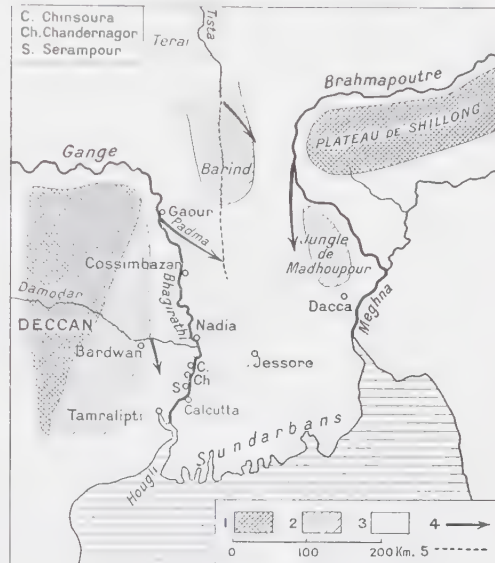 C. Chinsoura
Ch. Chandernagor
S. Serampour
Terai
Tista
Brahmapoutre
PLATEAU DE SHILLONG
Gange
Barind
Gaour
Padma
Jungle
de
Madhouppur
Cossimbazar
Bhagirathi
Damodar
Dacca
Meghna
DECCAN
Nadia
Bardwan
Jessore
C.
Ch
S
Tamralipti
Calcutta
Sundarbans
Hougli
1 2 3 4
0 100 200 Km. 5